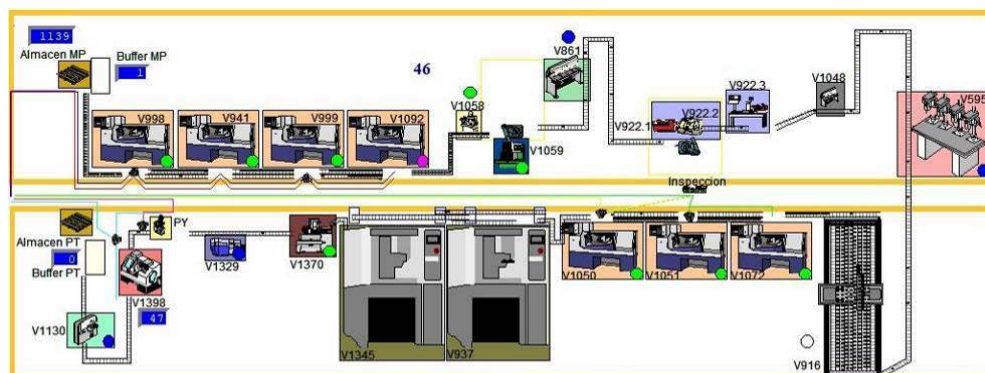 1139
Almacen MP
Buffer MP
1
46
V998
V941
V999
V1092
V1058
V1059
V861
V922.1
V922.2
V922.3
V1048
V595
Inspeccion
Almacen PT
0
Buffer PT
PY
V1398
47
V1130
V1329
V1370
V1345
V937
V1050
V1051
V1072
V916